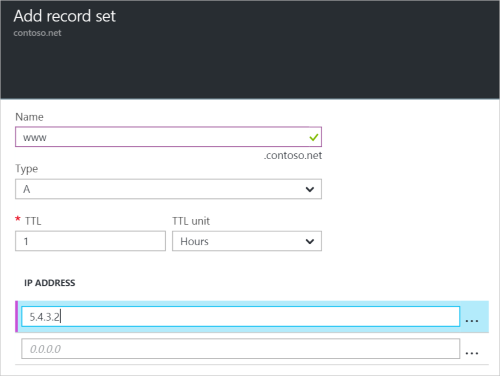 Add record set
contoso.net
Name
www
.contoso.net
Type
A
* TTL
TTL unit
1
Hours
IP ADDRESS
5.4.3.2
...
0.0.0.0
...